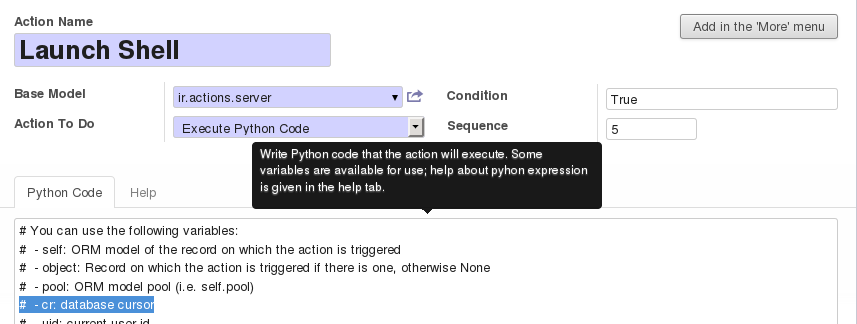 Action Name
Launch Shell
Add in the 'More' menu
Base Model
ir.actions.server
Condition
True
Action To Do
Execute Python Code
Sequence
5
Write Python code that the action will execute. Some
variables are available for use; help about pyhon expression
is given in the help tab.
Python Code
Help
# You can use the following variables:
#  - self: ORM model of the record on which the action is triggered
#  - object: Record on which the action is triggered if there is one, otherwise None
#  - pool: ORM model pool (i.e. self.pool)
#  - cr: database cursor
#  - uid: current user id